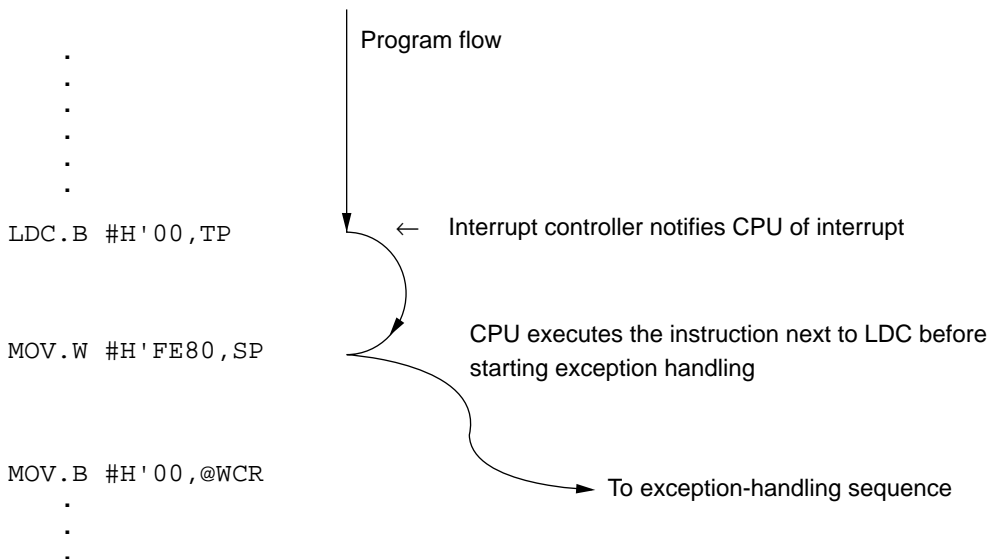 Program flow
.
.
.
.
.
.
LDC.B #H'00,TP
← Interrupt controller notifies CPU of interrupt
MOV.W #H'FE80,SP
CPU executes the instruction next to LDC before
starting exception handling
MOV.B #H'00,@WCR
To exception-handling sequence
.
.
.